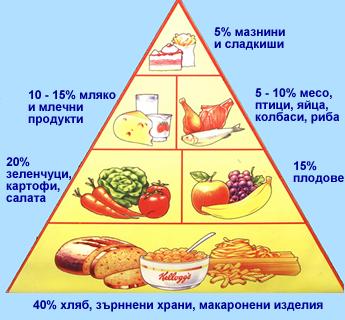 5% мазнини
и сладкиши
10 - 15% мляко
и млечни
продукти
5 - 10% месо,
птици, яйца,
колбаси, риба
20%
зеленчуци,
картофи,
салата
15%
плодове
Kellogg's
40% хляб, зърннени храни, макаронени изделия